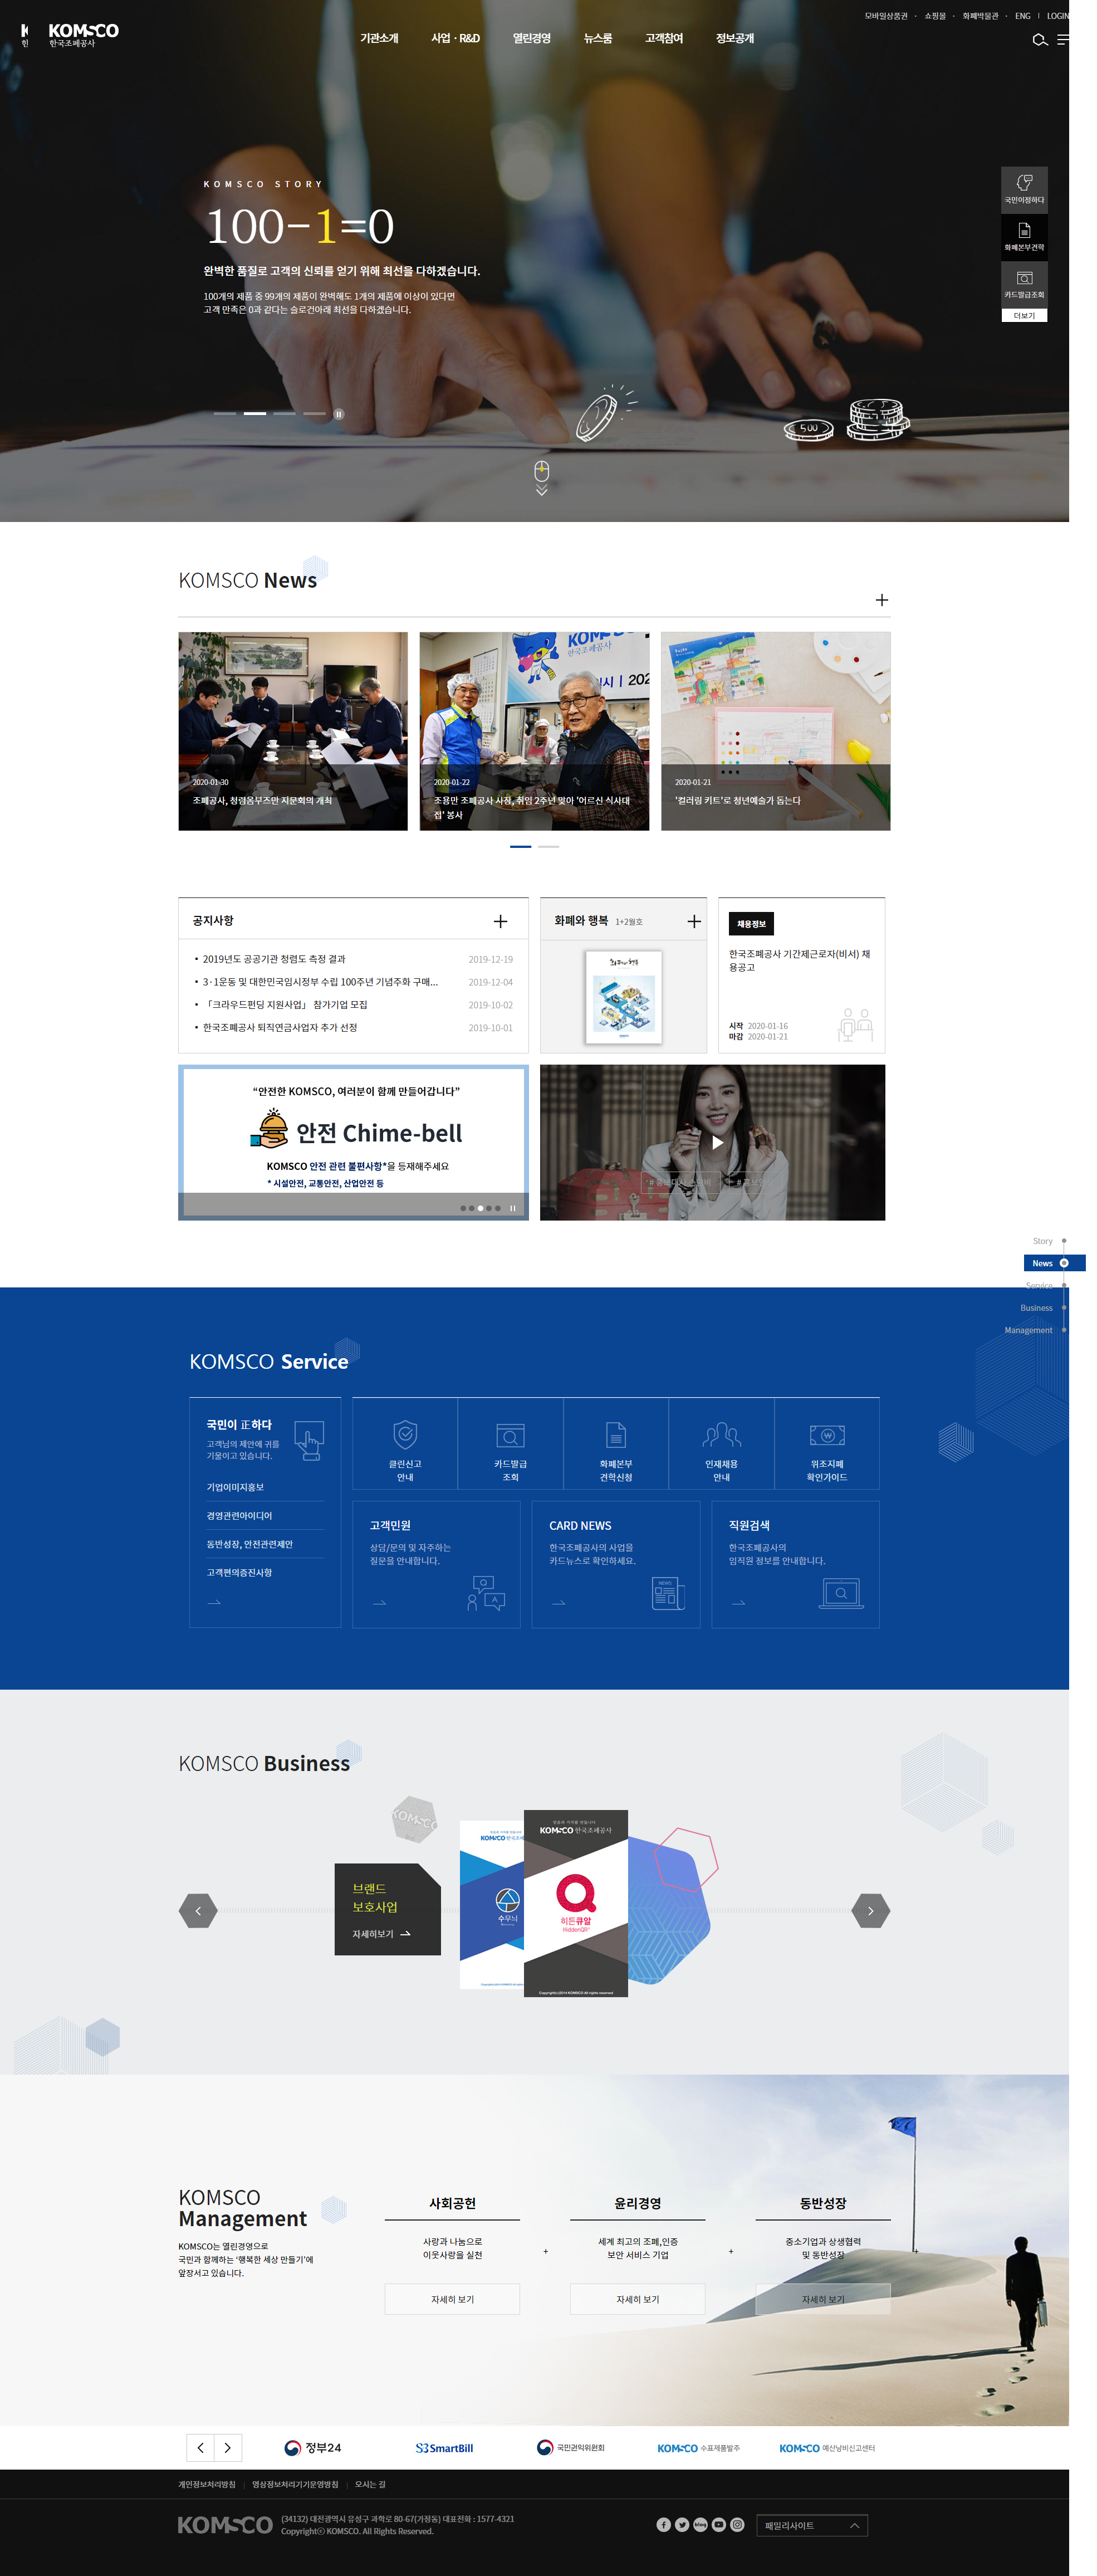 모바일상품권 · 쇼핑몰 · 화폐박물관 · ENG | LOGIN
KOMSCO
한국조폐공사
기관소개 사업 · R&D 열린경영 뉴스룸 고객참여 정보공개
KOMSCO STORY
100-1=0
완벽한 품질로 고객의 신뢰를 얻기 위해 최선을 다하겠습니다.
100개의 제품 중 99개의 제품이 완벽해도 1개의 제품에 이상이 있다면
고객 만족은 0과 같다는 슬로건아래 최선을 다하겠습니다.
국민이정하다
화폐본부견학
카드발급조회
더보기
500
KOMSCO News
KOMSCO
한국조폐공사
2020-01-30
조폐공사, 청렴옴부즈만 자문회의 개최
2020-01-22
조용만 조폐공사 사장, 취임 2주년 맞아 '어르신 식사대
접' 봉사
2020-01-21
'컬러링 키트'로 청년예술가 돕는다
공지사항
2019년도 공공기관 청렴도 측정 결과 2019-12-19
3·1운동 및 대한민국임시정부 수립 100주년 기념주화 구매... 2019-12-04
「크라우드펀딩 지원사업」 참가기업 모집 2019-10-02
한국조폐공사 퇴직연금사업자 추가 선정 2019-10-01
화폐와 행복 1+2월호
화폐와 행복
채용정보
한국조폐공사 기간제근로자(비서) 채
용공고
시작 2020-01-16
마감 2020-01-21
“안전한 KOMSCO, 여러분이 함께 만들어갑니다”
안전 Chime-bell
KOMSCO 안전 관련 불편사항*을 등재해주세요
* 시설안전, 교통안전, 산업안전 등
Story
News
Service
Business
Management
KOMSCO Service
국민이 正하다
고객님의 제안에 귀를
기울이고 있습니다.
기업이미지홍보
경영관련아이디어
동반성장, 안전관련제안
고객편의증진사항
클린신고
안내
카드발급
조회
화폐본부
견학신청
인재채용
안내
위조지폐
확인가이드
고객민원
상담/문의 및 자주하는
질문을 안내합니다.
CARD NEWS
한국조폐공사의 사업을
카드뉴스로 확인하세요.
NEWS
직원검색
한국조폐공사의
임직원 정보를 안내합니다.
KOMSCO Business
KOMSCO
브랜드
보호사업
자세히보기
수무늬
KOMSCO 한국조폐공사
히든큐알
HiddenQR
Copyright(c)2014 KOMSCO All rights reserved
KOMSCO
Management
KOMSCO는 열린경영으로
국민과 함께하는 '행복한 세상 만들기'에
앞장서고 있습니다.
사회공헌
사랑과 나눔으로
이웃사랑을 실천
자세히 보기
+
윤리경영
세계 최고의 조폐,인증
보안 서비스 기업
자세히 보기
+
동반성장
중소기업과 상생협력
및 동반성장
자세히 보기
+
정부24
SmartBill
국민권익위원회
KOMSCO 수표제품발주
KOMSCO 예산낭비신고센터
개인정보처리방침 | 영상정보처리기기운영방침 | 오시는 길
KOMSCO
(34132) 대전광역시 유성구 과학로 80-67(가정동) 대표전화 : 1577-4321
Copyrightⓒ KOMSCO. All Rights Reserved.
blog
패밀리사이트